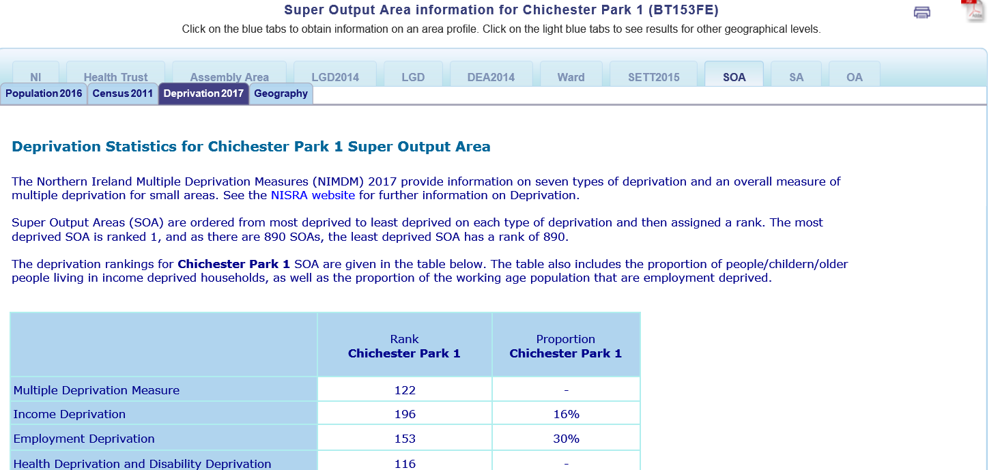 Super Output Area information for Chichester Park 1 (BT153FE)
Click on the blue tabs to obtain information on an area profile. Click on the light blue tabs to see results for other geographical levels.
NI Health Trust Assembly Area LGD2014 LGD DEA2014 Ward SETT2015 SOA SA OA
Population 2016 Census 2011 Deprivation 2017 Geography
Deprivation Statistics for Chichester Park 1 Super Output Area
The Northern Ireland Multiple Deprivation Measures (NIMDM) 2017 provide information on seven types of deprivation and an overall measure of
multiple deprivation for small areas. See the NISRA website for further information on Deprivation.
Super Output Areas (SOA) are ordered from most deprived to least deprived on each type of deprivation and then assigned a rank. The most
deprived SOA is ranked 1, and as there are 890 SOAs, the least deprived SOA has a rank of 890.
The deprivation rankings for Chichester Park 1 SOA are given in the table below. The table also includes the proportion of people/childern/older
people living in income deprived households, as well as the proportion of the working age population that are employment deprived.
Rank Proportion
Chichester Park 1 Chichester Park 1
Multiple Deprivation Measure 122 -
Income Deprivation 196 16%
Employment Deprivation 153 30%
Health Deprivation and Disability Deprivation 116 -